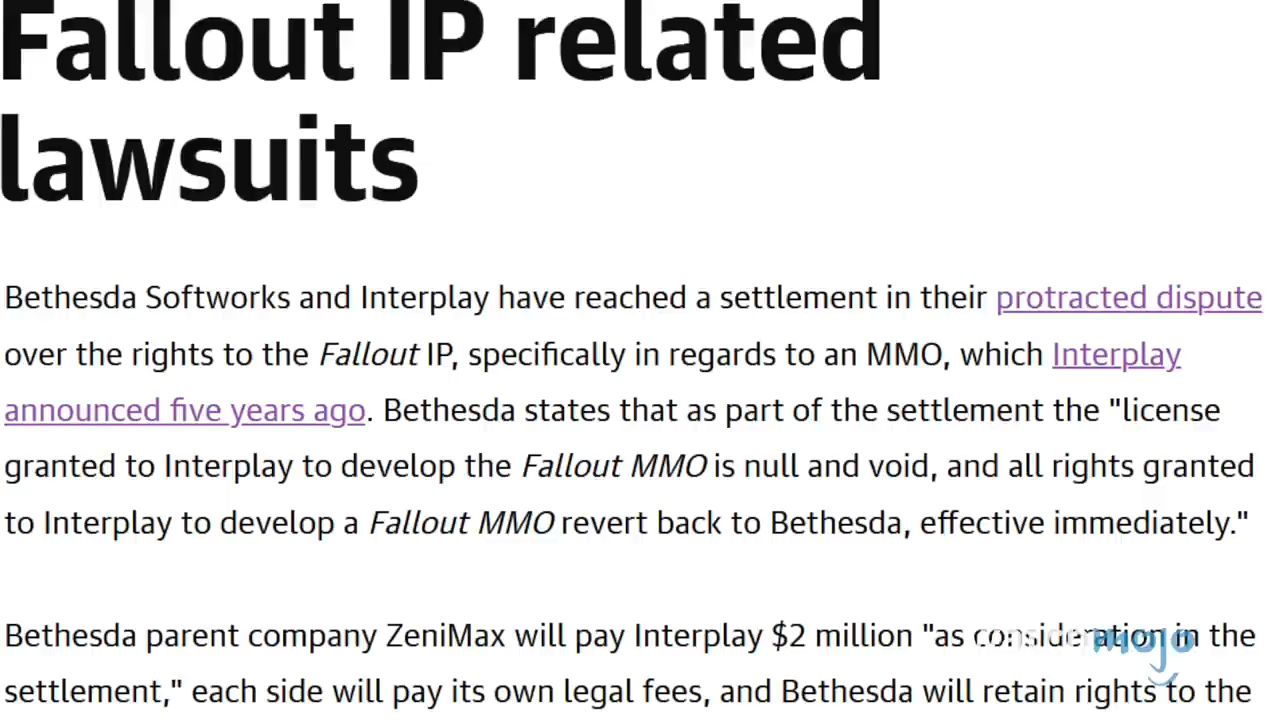 Fallout IP related
lawsuits
Bethesda Softworks and Interplay have reached a settlement in their protracted dispute
over the rights to the Fallout IP, specifically in regards to an MMO, which Interplay
announced five years ago. Bethesda states that as part of the settlement the "license
granted to Interplay to develop the Fallout MMO is null and void, and all rights granted
to Interplay to develop a Fallout MMO revert back to Bethesda, effective immediately."
Bethesda parent company ZeniMax will pay Interplay $2 million "as consideration in the
settlement," each side will pay its own legal fees, and Bethesda will retain rights to the
mojo